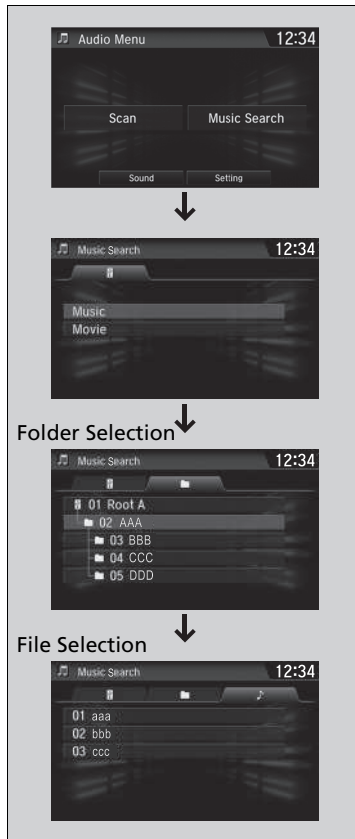 Audio Menu 12:34
Scan Music Search
Sound Setting
Music Search 12:34
Music
Movie
Folder Selection
Music Search 12:34
01 Root A
02 AAA
03 BBB
04 CCC
05 DDD
File Selection
Music Search 12:34
01 aaa
02 bbb
03 ccc